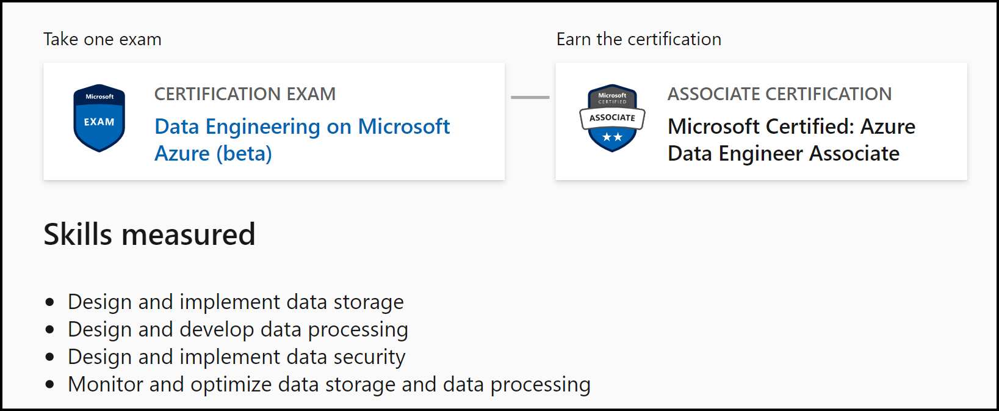 Take one exam
Earn the certification
Microsoft
EXAM
CERTIFICATION EXAM
Data Engineering on Microsoft
Azure (beta)
Microsoft
CERTIFIED
ASSOCIATE
ASSOCIATE CERTIFICATION
Microsoft Certified: Azure
Data Engineer Associate
Skills measured
• Design and implement data storage
• Design and develop data processing
• Design and implement data security
• Monitor and optimize data storage and data processing